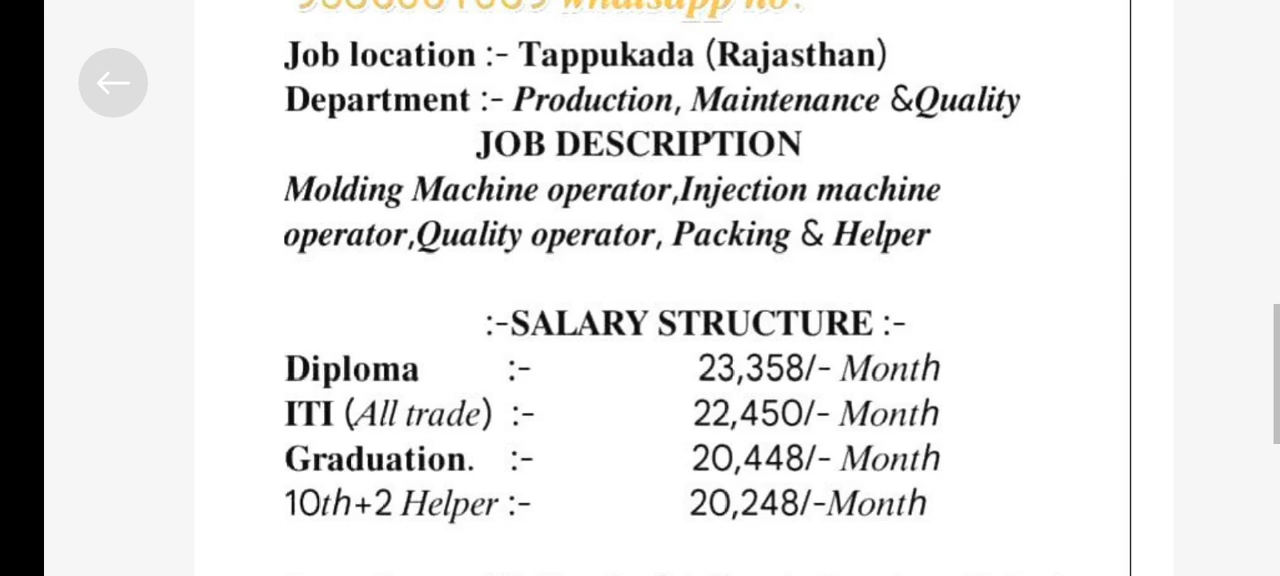 whatsapp no.
Job location :- Tappukada (Rajasthan)
Department :- Production, Maintenance &Quality
JOB DESCRIPTION
Molding Machine operator,Injection machine
operator,Quality operator, Packing & Helper
:-SALARY STRUCTURE :-
Diploma :- 23,358/- Month
ITI (All trade) :- 22,450/- Month
Graduation. :- 20,448/- Month
10th+2 Helper :- 20,248/-Month